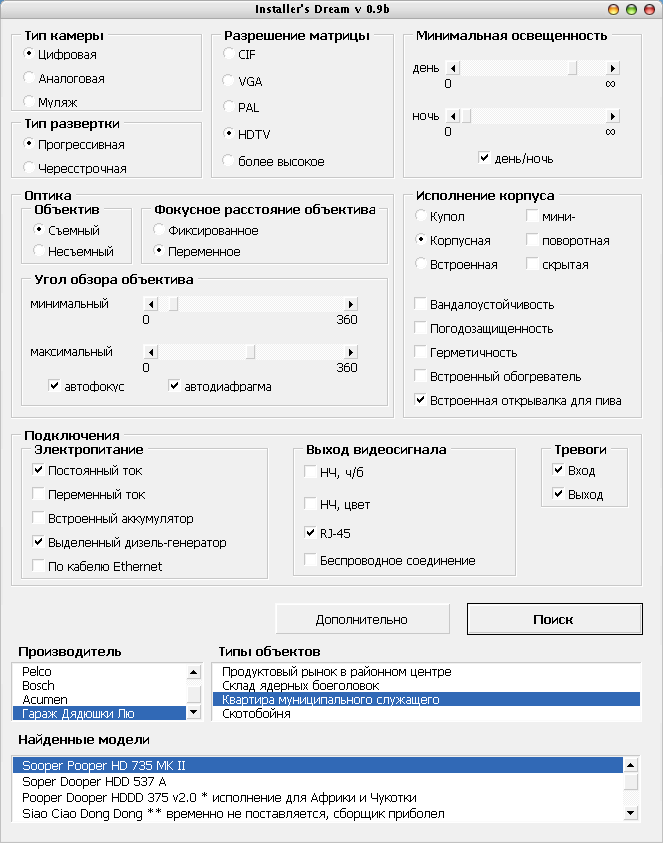 Installer's Dream v 0.9b
Тип камеры
Цифровая
Аналоговая
Муляж
Тип развертки
Прогрессивная
Чересстрочная
Разрешение матрицы
CIF
VGA
PAL
HDTV
более высокое
Минимальная освещенность
день
0 ∞
ночь
0 ∞
день/ночь
Оптика
Объектив
Съемный
Несъемный
Фокусное расстояние объектива
Фиксированное
Переменное
Угол обзора объектива
минимальный
0 360
максимальный
0 360
автофокус автодиафрагма
Исполнение корпуса
Купол мини-
Корпусная поворотная
Встроенная скрытая
Вандалоустойчивость
Погодозащищенность
Герметичность
Встроенный обогреватель
Встроенная открывалка для пива
Подключения
Электропитание
Постоянный ток
Переменный ток
Встроенный аккумулятор
Выделенный дизель-генератор
По кабелю Ethernet
Выход видеосигнала
НЧ, ч/б
НЧ, цвет
RJ-45
Беспроводное соединение
Тревоги
Вход
Выход
Дополнительно Поиск
Производитель
Pelco
Bosch
Acumen
Гараж Дядюшки Лю
Типы объектов
Продуктовый рынок в районном центре
Склад ядерных боеголовок
Квартира муниципального служащего
Скотобойня
Найденные модели
Sooper Pooper HD 735 MK II
Soper Dooper HDD 537 A
Pooper Dooper HDDD 375 v2.0 * исполнение для Африки и Чукотки
Siao Ciao Dong Dong ** временно не поставляется, сборщик приболел